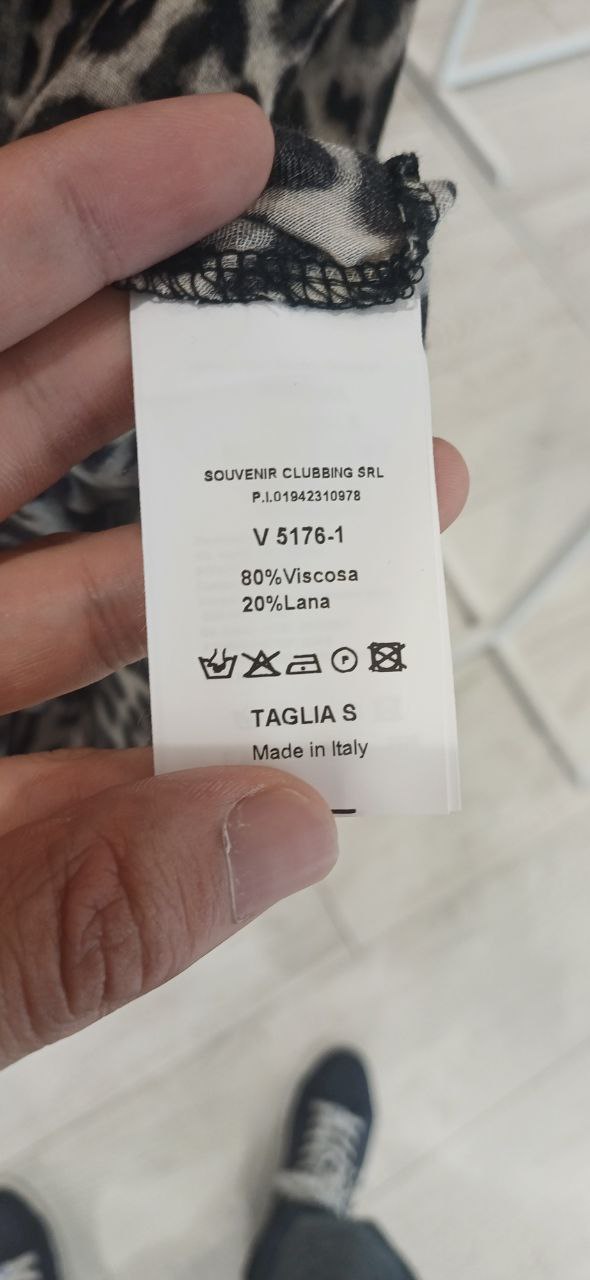 SOUVENIR CLUBBING SRL
P.I.01942310978
V 5176-1
80%Viscosa
20%Lana
P
TAGLIA S
Made in Italy